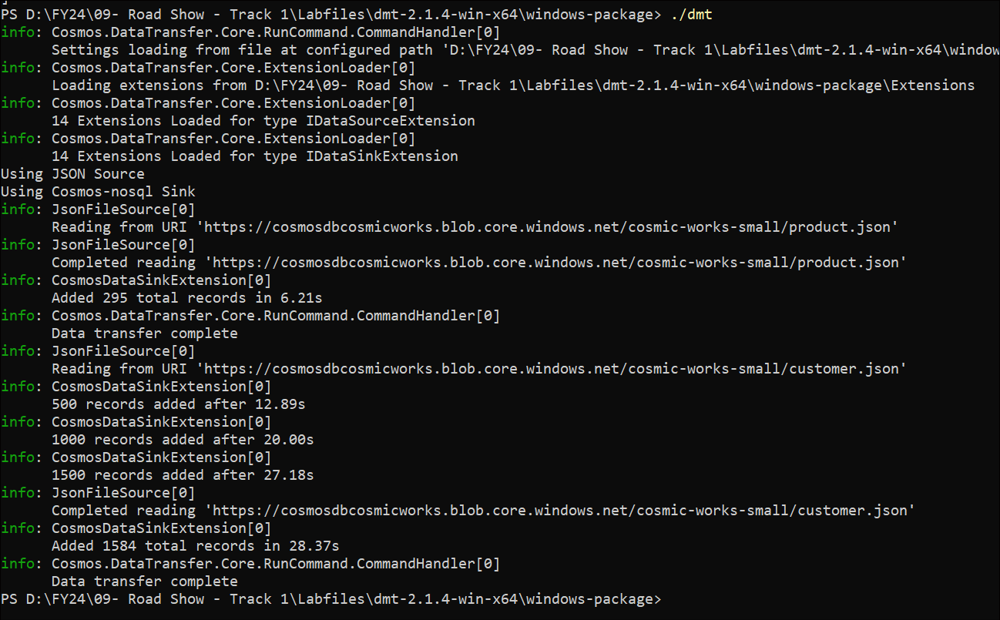 PS D:\FY24\09- Road Show - Track 1\Labfiles\dmt-2.1.4-win-x64\windows-package> ./dmt
info: Cosmos.DataTransfer.Core.RunCommand.CommandHandler[0]
      Settings loading from file at configured path 'D:\FY24\09- Road Show - Track 1\Labfiles\dmt-2.1.4-win-x64\window
info: Cosmos.DataTransfer.Core.ExtensionLoader[0]
      Loading extensions from D:\FY24\09- Road Show - Track 1\Labfiles\dmt-2.1.4-win-x64\windows-package\Extensions
info: Cosmos.DataTransfer.Core.ExtensionLoader[0]
      14 Extensions Loaded for type IDataSourceExtension
info: Cosmos.DataTransfer.Core.ExtensionLoader[0]
      14 Extensions Loaded for type IDataSinkExtension
Using JSON Source
Using Cosmos-nosql Sink
info: JsonFileSource[0]
      Reading from URI 'https://cosmosdbcosmicworks.blob.core.windows.net/cosmic-works-small/product.json'
info: JsonFileSource[0]
      Completed reading 'https://cosmosdbcosmicworks.blob.core.windows.net/cosmic-works-small/product.json'
info: CosmosDataSinkExtension[0]
      Added 295 total records in 6.21s
info: Cosmos.DataTransfer.Core.RunCommand.CommandHandler[0]
      Data transfer complete
info: JsonFileSource[0]
      Reading from URI 'https://cosmosdbcosmicworks.blob.core.windows.net/cosmic-works-small/customer.json'
info: CosmosDataSinkExtension[0]
      500 records added after 12.89s
info: CosmosDataSinkExtension[0]
      1000 records added after 20.00s
info: CosmosDataSinkExtension[0]
      1500 records added after 27.18s
info: JsonFileSource[0]
      Completed reading 'https://cosmosdbcosmicworks.blob.core.windows.net/cosmic-works-small/customer.json'
info: CosmosDataSinkExtension[0]
      Added 1584 total records in 28.37s
info: Cosmos.DataTransfer.Core.RunCommand.CommandHandler[0]
      Data transfer complete
PS D:\FY24\09- Road Show - Track 1\Labfiles\dmt-2.1.4-win-x64\windows-package>